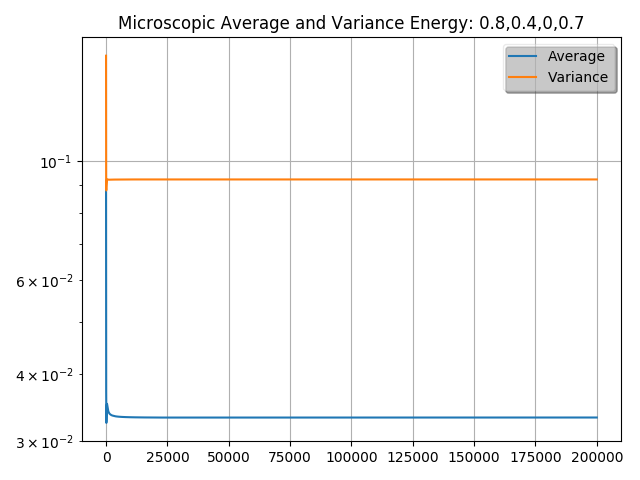 Microscopic Average and Variance Energy: 0.8,0.4,0,0.7
Average
Variance
10⁻¹
6 × 10⁻²
4 × 10⁻²
3 × 10⁻²
0 25000 50000 75000 100000 125000 150000 175000 200000